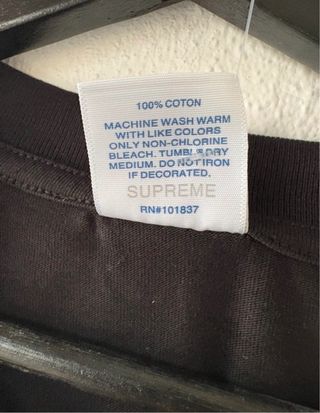 100% COTTON
MACHINE WASH WARM
WITH LIKE COLORS
ONLY NON-CHLORINE
BLEACH. TUMBLE DRY
MEDIUM. DO NOT IRON
IF DECORATED.
SUPREME
RN#101837